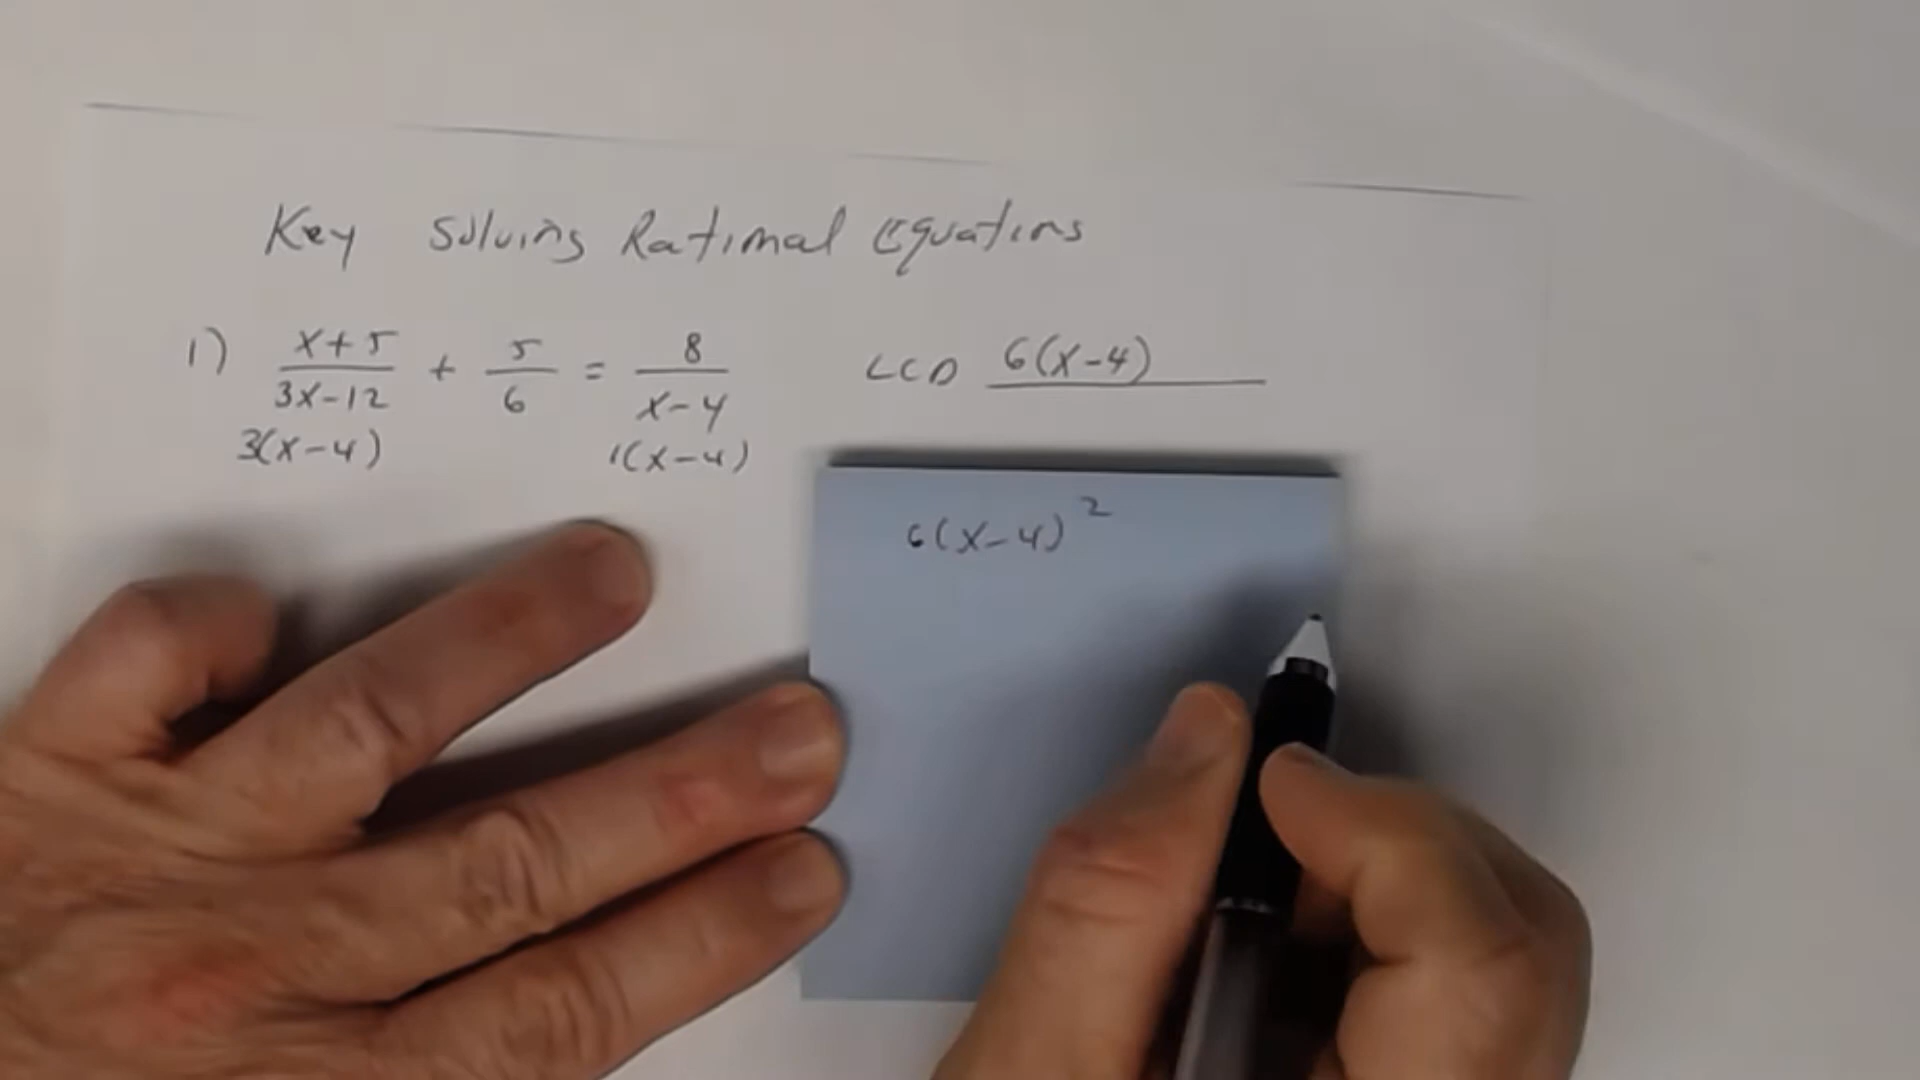 Key Solving Rational Equations
1) x+5/3x-12 + 5/6 = 8/x-4 LCD 6(x-4)
3(x-4) 1(x-4)
6(x-4)²